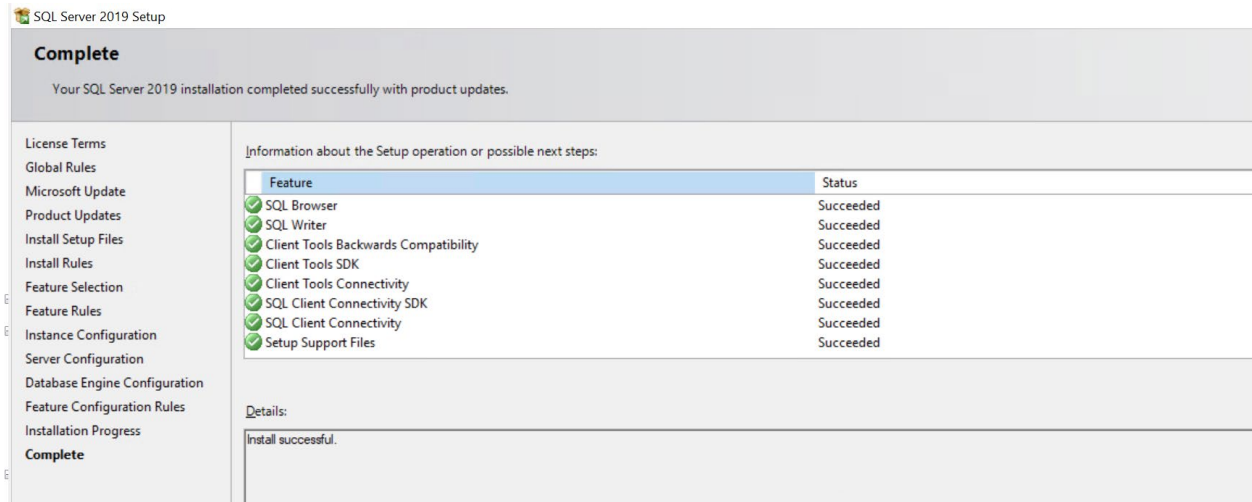 SQL Server 2019 Setup
Complete
Your SQL Server 2019 installation completed successfully with product updates.
License Terms
Global Rules
Microsoft Update
Product Updates
Install Setup Files
Install Rules
Feature Selection
Feature Rules
Instance Configuration
Server Configuration
Database Engine Configuration
Feature Configuration Rules
Installation Progress
Complete
Information about the Setup operation or possible next steps:
Feature Status
SQL Browser Succeeded
SQL Writer Succeeded
Client Tools Backwards Compatibility Succeeded
Client Tools SDK Succeeded
Client Tools Connectivity Succeeded
SQL Client Connectivity SDK Succeeded
SQL Client Connectivity Succeeded
Setup Support Files Succeeded
Details:
Install successful.